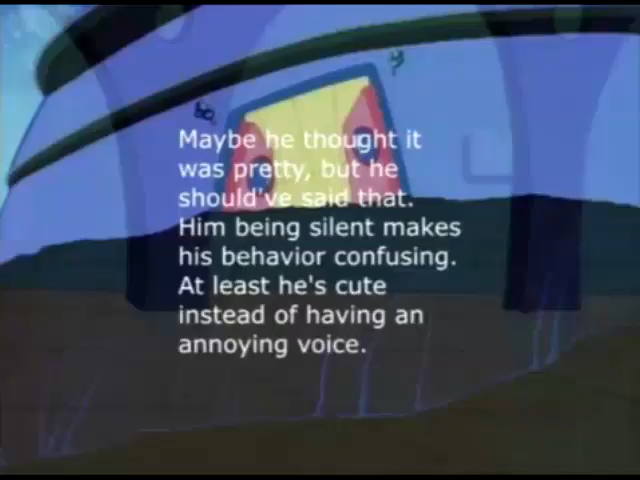 Maybe he thought it
was pretty, but he
should've said that.
Him being silent makes
his behavior confusing.
At least he's cute
instead of having an
annoying voice.